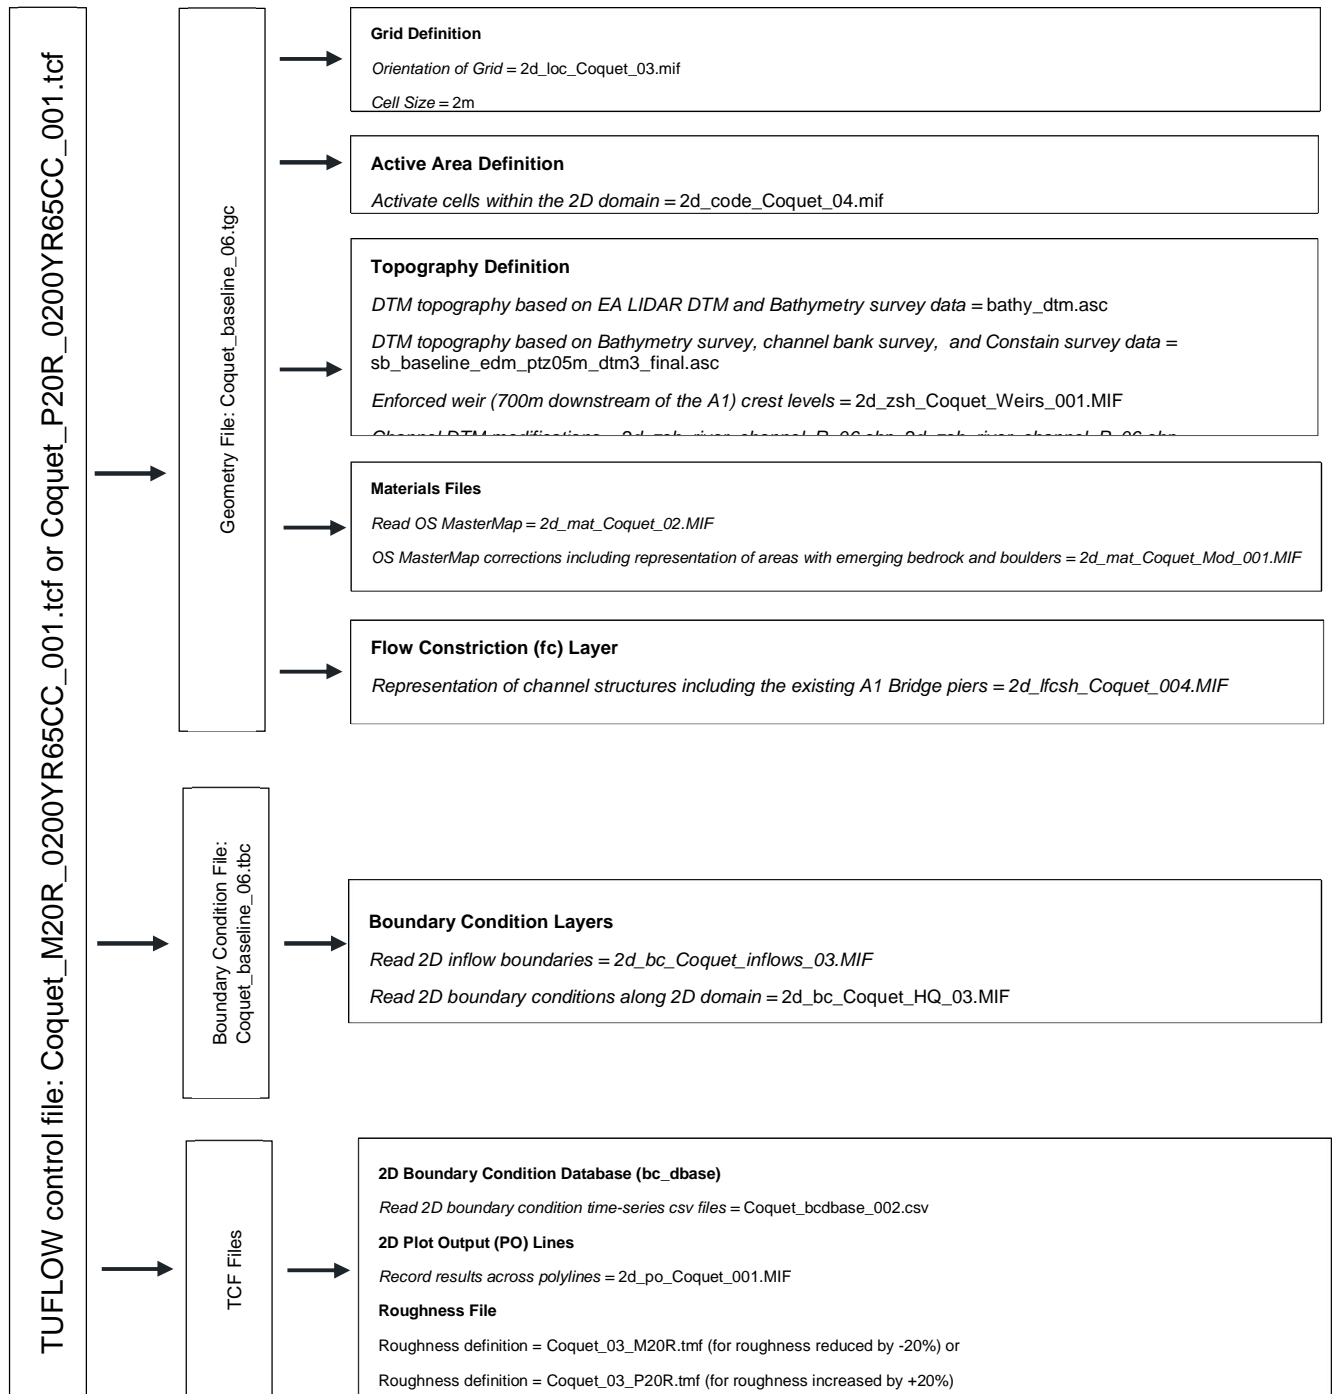 TUFLOW control file: Coquet_M20R_0200YR65CC_001.tcf or Coquet_P20R_0200YR65CC_001.tcf
Geometry File: Coquet_baseline_06.tgc
Grid Definition
Orientation of Grid = 2d_loc_Coquet_03.mif
Cell Size = 2m
Active Area Definition
Activate cells within the 2D domain = 2d_code_Coquet_04.mif
Topography Definition
DTM topography based on EA LIDAR DTM and Bathymetry survey data = bathy_dtm.asc
DTM topography based on Bathymetry survey, channel bank survey,  and Constain survey data =
sb_baseline_edm_ptz05m_dtm3_final.asc
Enforced weir (700m downstream of the A1) crest levels = 2d_zsh_Coquet_Weirs_001.MIF
Materials Files
Read OS MasterMap = 2d_mat_Coquet_02.MIF
OS MasterMap corrections including representation of areas with emerging bedrock and boulders = 2d_mat_Coquet_Mod_001.MIF
Flow Constriction (fc) Layer
Representation of channel structures including the existing A1 Bridge piers = 2d_lfcsh_Coquet_004.MIF
Boundary Condition File:
Coquet_baseline_06.tbc
Boundary Condition Layers
Read 2D inflow boundaries = 2d_bc_Coquet_inflows_03.MIF
Read 2D boundary conditions along 2D domain = 2d_bc_Coquet_HQ_03.MIF
TCF Files
2D Boundary Condition Database (bc_dbase)
Read 2D boundary condition time-series csv files = Coquet_bcdbase_002.csv
2D Plot Output (PO) Lines
Record results across polylines = 2d_po_Coquet_001.MIF
Roughness File
Roughness definition = Coquet_03_M20R.tmf (for roughness reduced by -20%) or
Roughness definition = Coquet_03_P20R.tmf (for roughness increased by +20%)